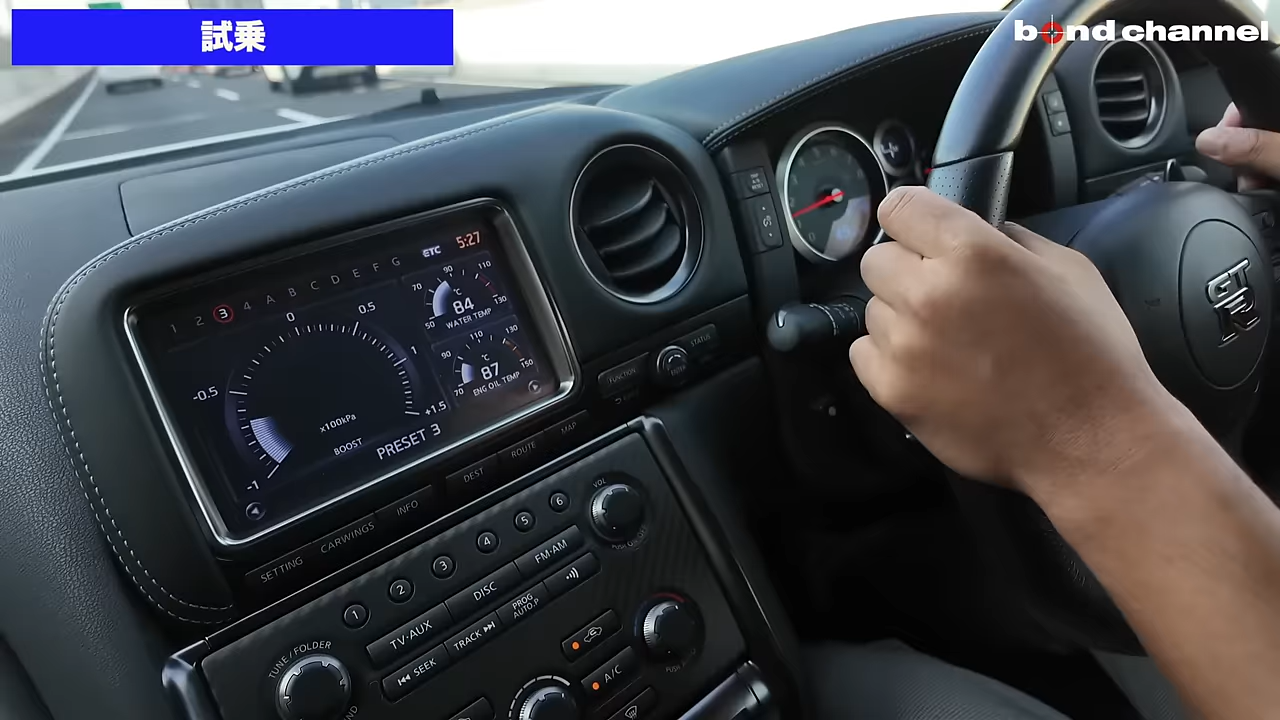 試乗
bond channel
5:27
ETC
1 2 3 4 A B C D E F G
0
0.5
-0.5
1
+1.5
-1
x100kPa
BOOST
PRESET 3
90
110
70
°C
84
130
50
WATER TEMP
110
130
90
°C
87
150
70
ENG OIL TEMP
FUNCTION
ENTER
STATUS
SETTING
CARWINGS
INFO
DEST
ROUTE
MAP
VOL
1 2 3 4 5 6
TV·AUX
DISC
FM·AM
SEEK
TRACK
PROG
AUTO.P
TUNE / FOLDER
A/C
GT
R